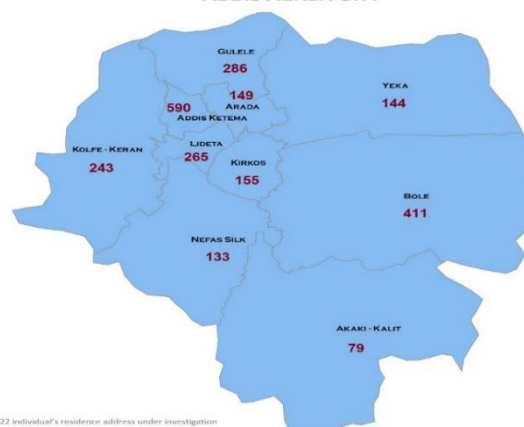 GULELE
286
YEKA
144
149
ARADA
590
ADDIS KETEMA
KOLFE - KERAN
243
LIDETA
265
KIRKOS
155
BOLE
411
NEFAS SILK
133
AKAKI - KALIT
79
22 individual's residence address under investigation